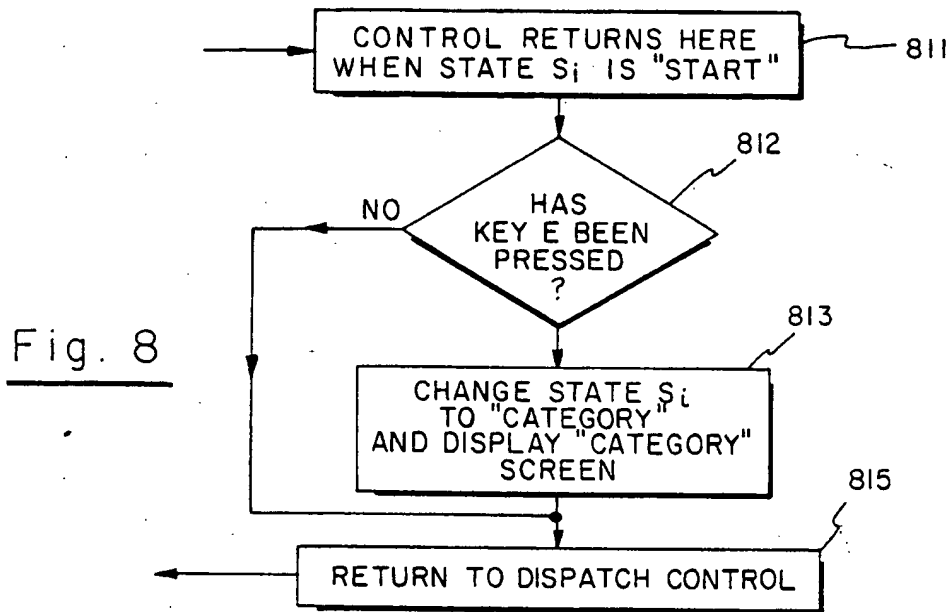 CONTROL RETURNS HERE
WHEN STATE Si IS "START"
811
812
HAS
KEY E BEEN
PRESSED
?
NO
813
CHANGE STATE Si
TO "CATEGORY"
AND DISPLAY "CATEGORY"
SCREEN
Fig. 8
815
RETURN TO DISPATCH CONTROL